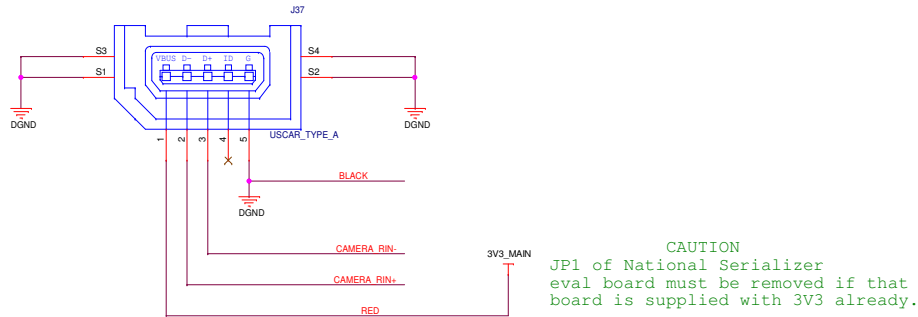 J37
S3
S4
VBUS D- D+ ID G
S1
S2
DGND
DGND
USCAR_TYPE_A
1 2 3 4 5
BLACK
DGND
CAMERA_RIN-
3V3_MAIN
CAMERA_RIN+
RED
CAUTION
JP1 of National Serializer
eval board must be removed if that
board is supplied with 3V3 already.